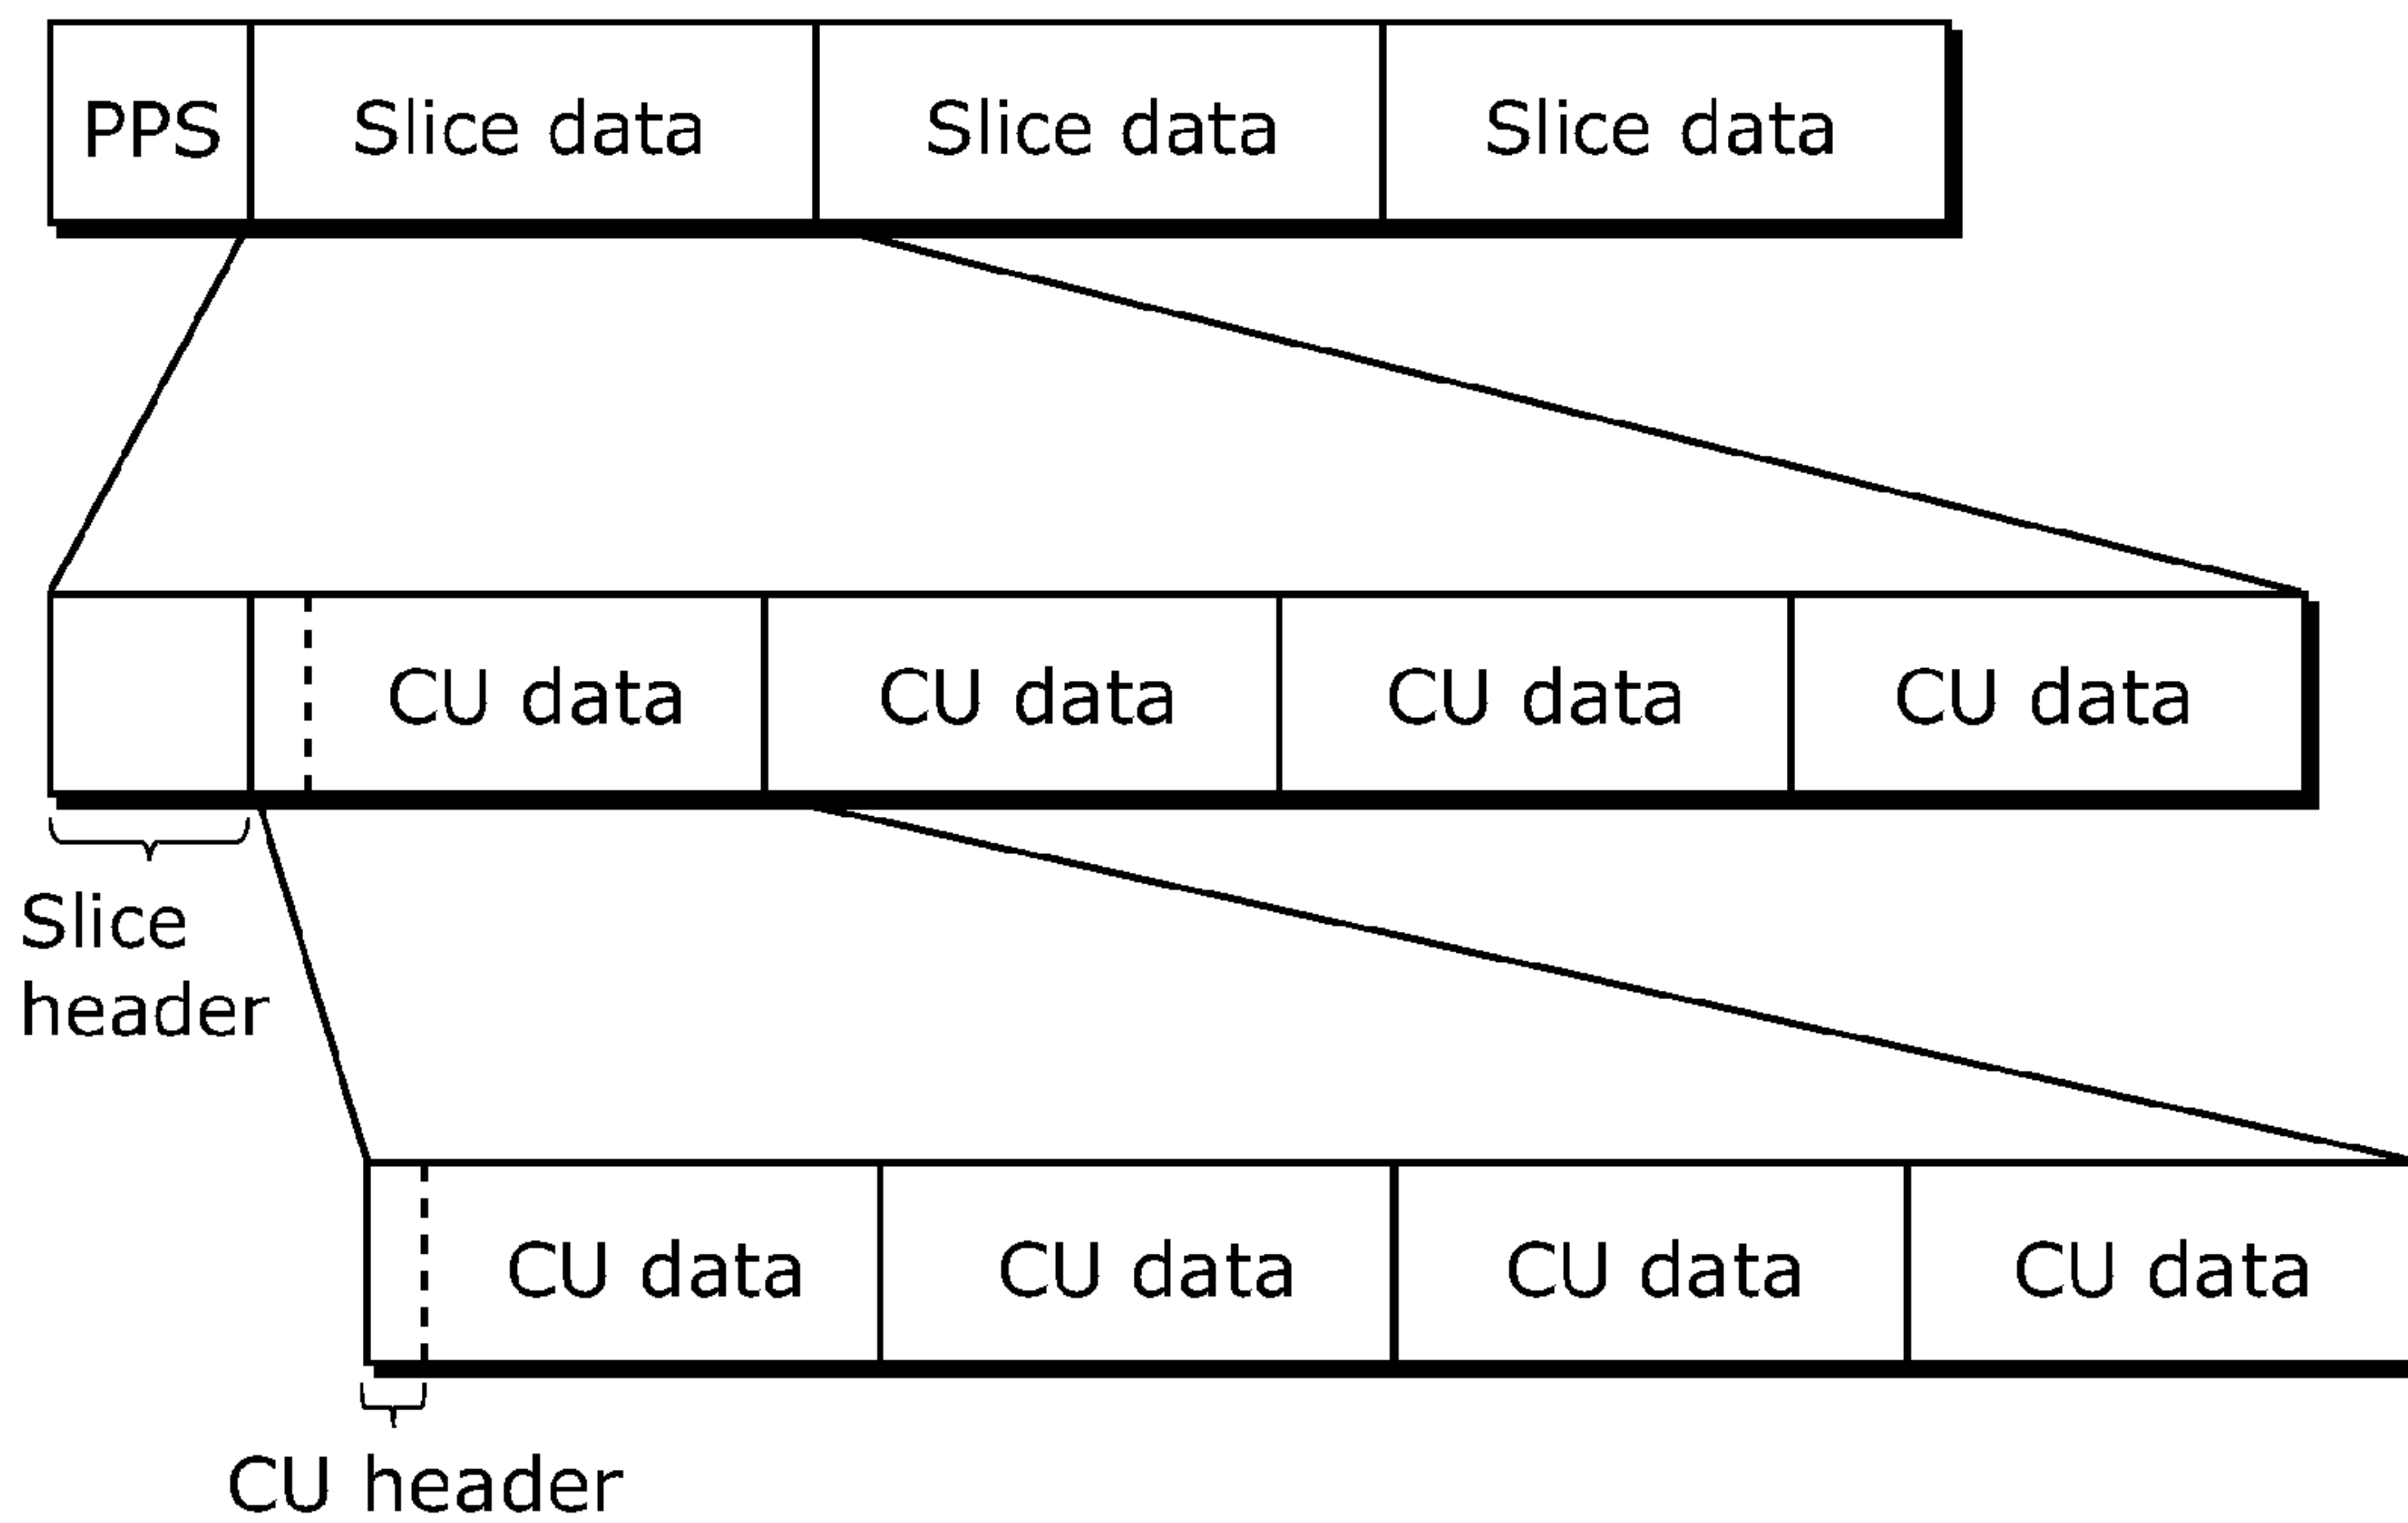 PPS Slice data Slice data Slice data
CU data CU data CU data CU data
Slice
header
CU data CU data CU data CU data
CU header